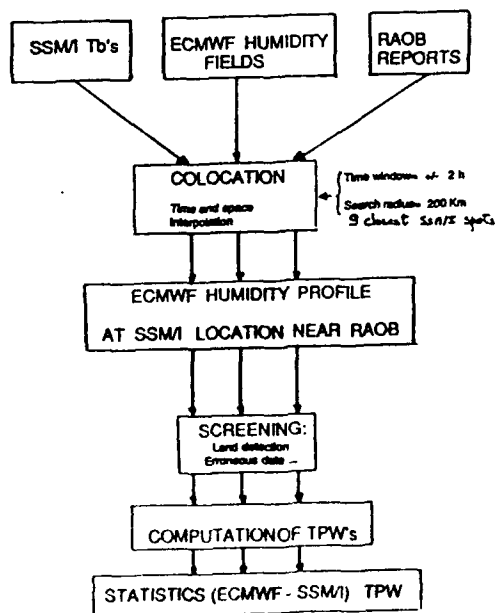 SSM/I Tb's
ECMWF HUMIDITY
FIELDS
RAOB
REPORTS
COLOCATION
Time and space
Interpolation
Time window= +/- 2 h
Search radius= 200 Km
9 closest SSM/I spots
ECMWF HUMIDITY PROFILE
AT SSM/I LOCATION NEAR RAOB
SCREENING:
Land detection
Erroneous data ...
COMPUTATION OF TPW's
STATISTICS (ECMWF - SSM/I) TPW